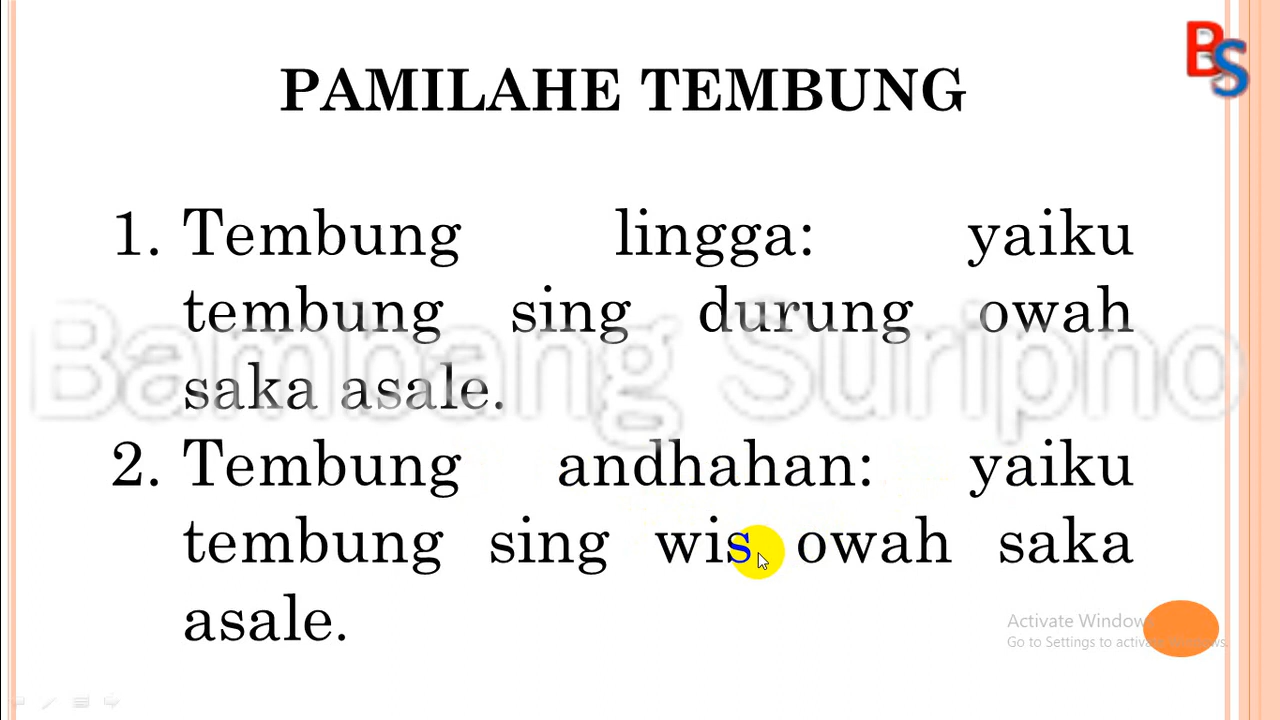 BS
PAMILAHE TEMBUNG
1. Tembung lingga: yaiku
tembung sing durung owah
saka asale.
Bambang Suripno
2. Tembung andhahan: yaiku
tembung sing wis owah saka
asale.
Activate Windows
Go to Settings to activate Windows.